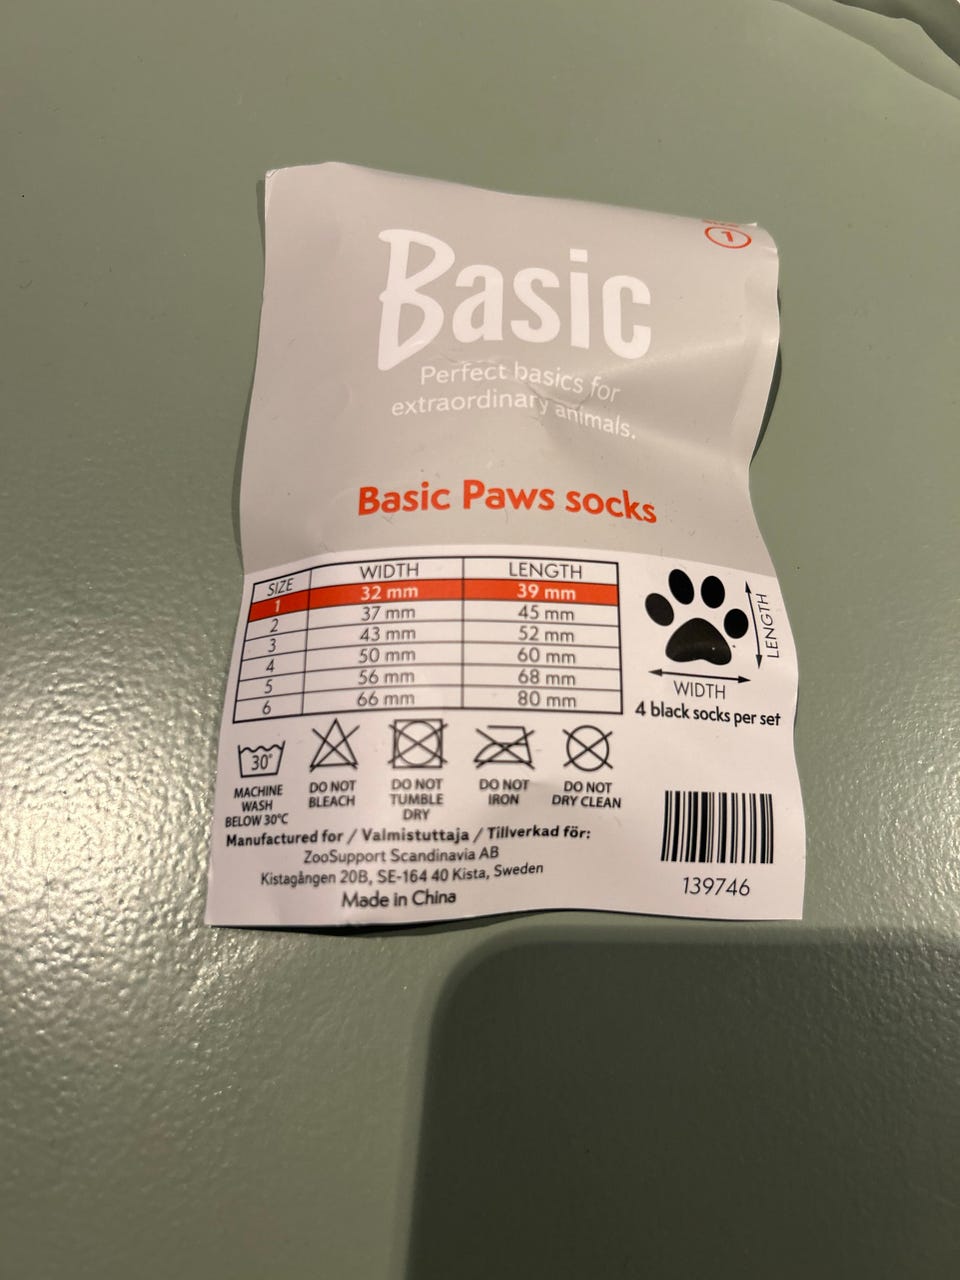 1
Basic
Perfect basics for
extraordinary animals.
Basic Paws socks
SIZE WIDTH LENGTH
1 32 mm 39 mm
2 37 mm 45 mm
3 43 mm 52 mm
4 50 mm 60 mm
5 56 mm 68 mm
6 66 mm 80 mm
LENGTH
WIDTH
4 black socks per set
30°
MACHINE
WASH
BELOW 30°C
DO NOT
BLEACH
DO NOT
TUMBLE
DRY
DO NOT
IRON
DO NOT
DRY CLEAN
Manufactured for / Valmistuttaja / Tillverkad för:
ZooSupport Scandinavia AB
Kistagången 20B, SE-164 40 Kista, Sweden
Made in China
139746